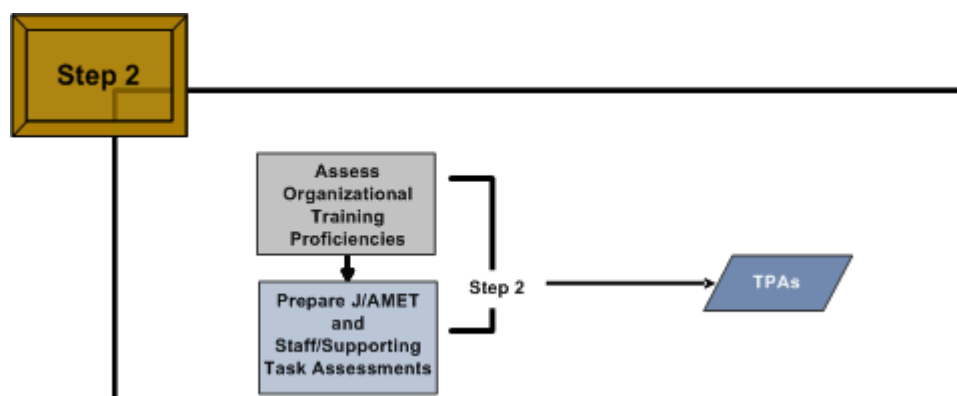 Step 2
Assess
Organizational
Training
Proficiencies
Prepare J/AMET
and
Staff/Supporting
Task Assessments
Step 2
TPAs